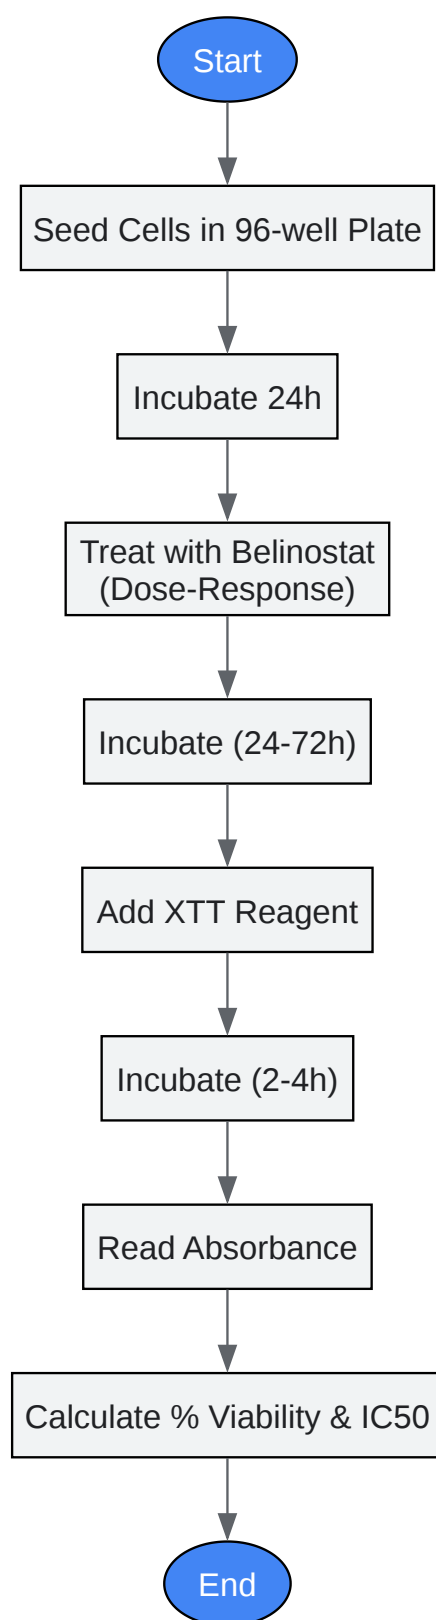 Start
Seed Cells in 96-well Plate
Incubate 24h
Treat with Belinostat
(Dose-Response)
Incubate (24-72h)
Add XTT Reagent
Incubate (2-4h)
Read Absorbance
Calculate % Viability & IC50
End